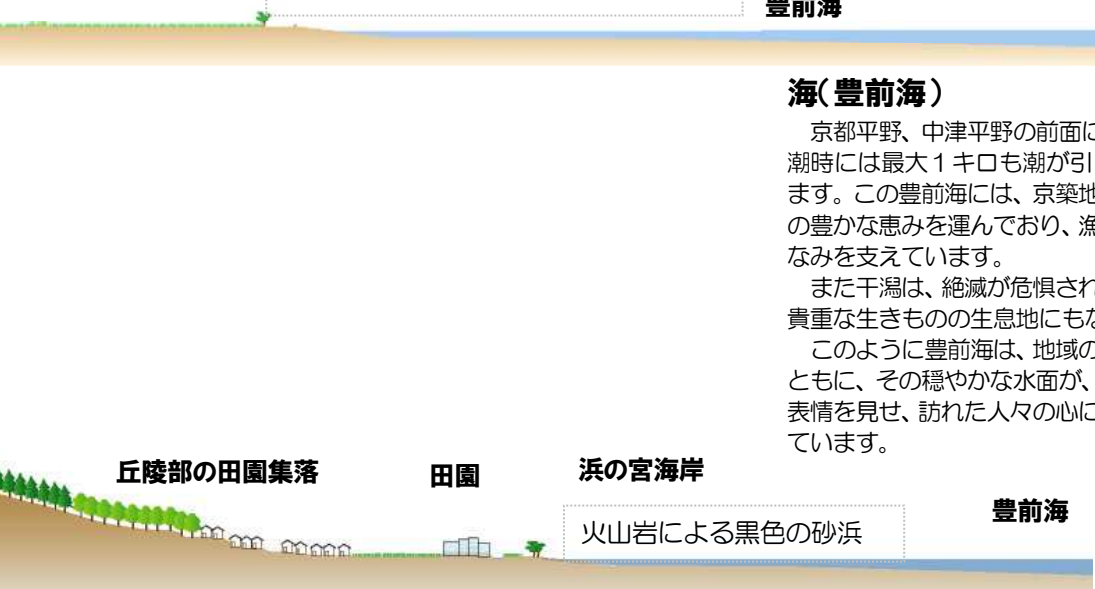 豊前海
海(豊前海)
京都平野、中津平野の前面に
潮時には最大1キロも潮が引
ます。この豊前海には、京築地
の豊かな恵みを運んでおり、漁
なみを支えています。
また干潟は、絶滅が危惧され
貴重な生きものの生息地にもな
このように豊前海は、地域の
ともに、その穏やかな水面が、
表情を見せ、訪れた人々の心に
ています。
丘陵部の田園集落
田園
浜の宮海岸
豊前海
火山岩による黒色の砂浜